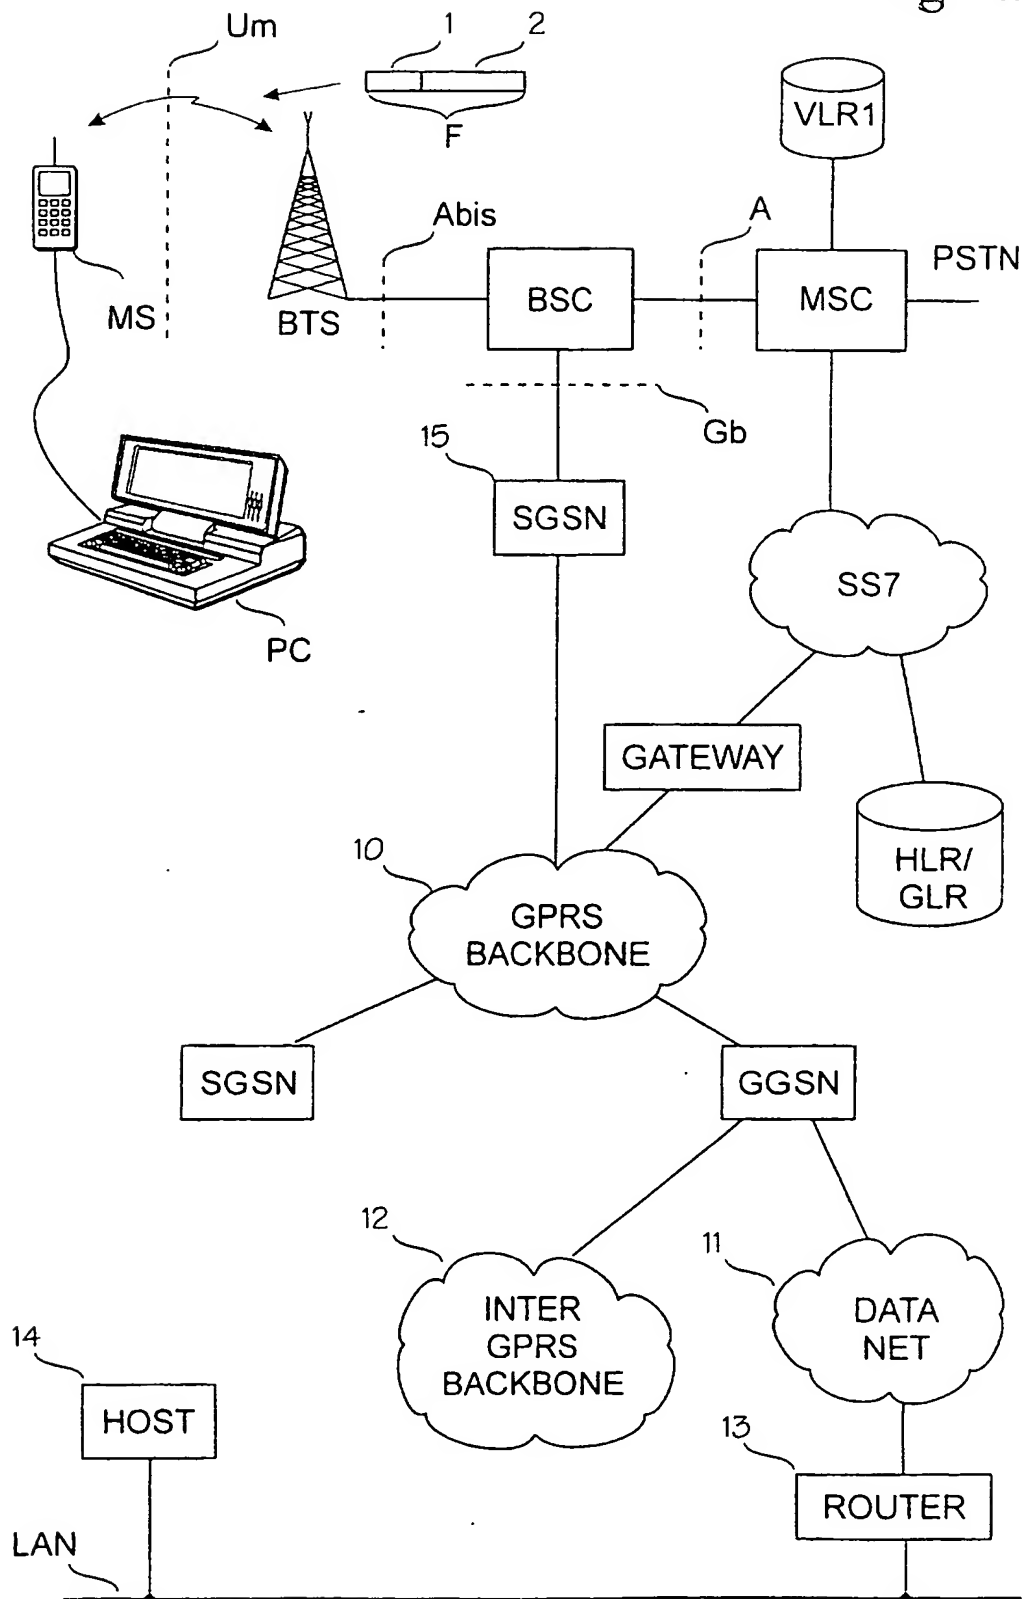 g
Um
1
2
F
VLR1
Abis
A
PSTN
BSC
MSC
MS
BTS
Gb
15
SGSN
SS7
PC
GATEWAY
10
HLR/
GLR
GPRS
BACKBONE
SGSN
GGSN
12
11
INTER
GPRS
BACKBONE
DATA
NET
14
HOST
13
ROUTER
LAN